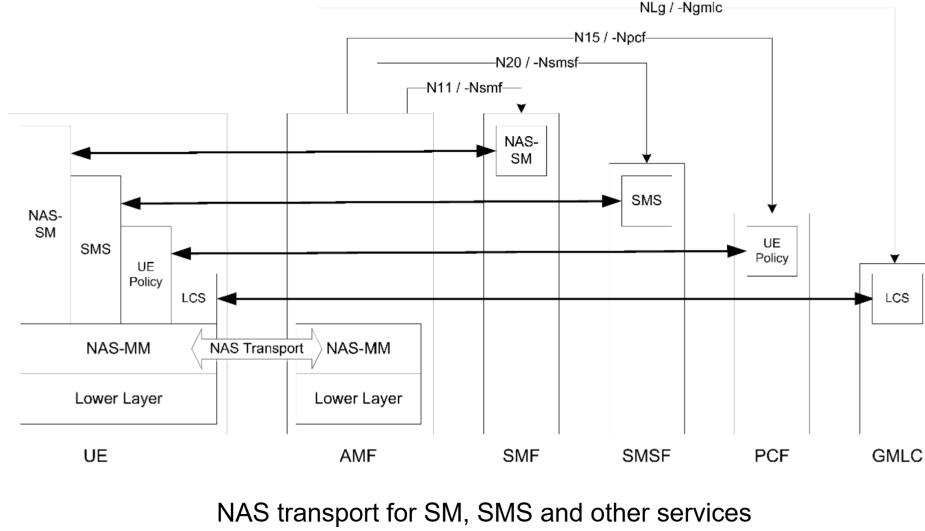 NLg / -Ngmlc
N15 / -Npcf
N20 / -Nsmsf
N11 / -Nsmf
NAS-
SM
NAS-
SM
SMS
SMS
UE
Policy
UE
Policy
LCS
LCS
NAS-MM
NAS Transport
NAS-MM
Lower Layer
Lower Layer
UE
AMF
SMF
SMSF
PCF
GMLC
NAS transport for SM, SMS and other services